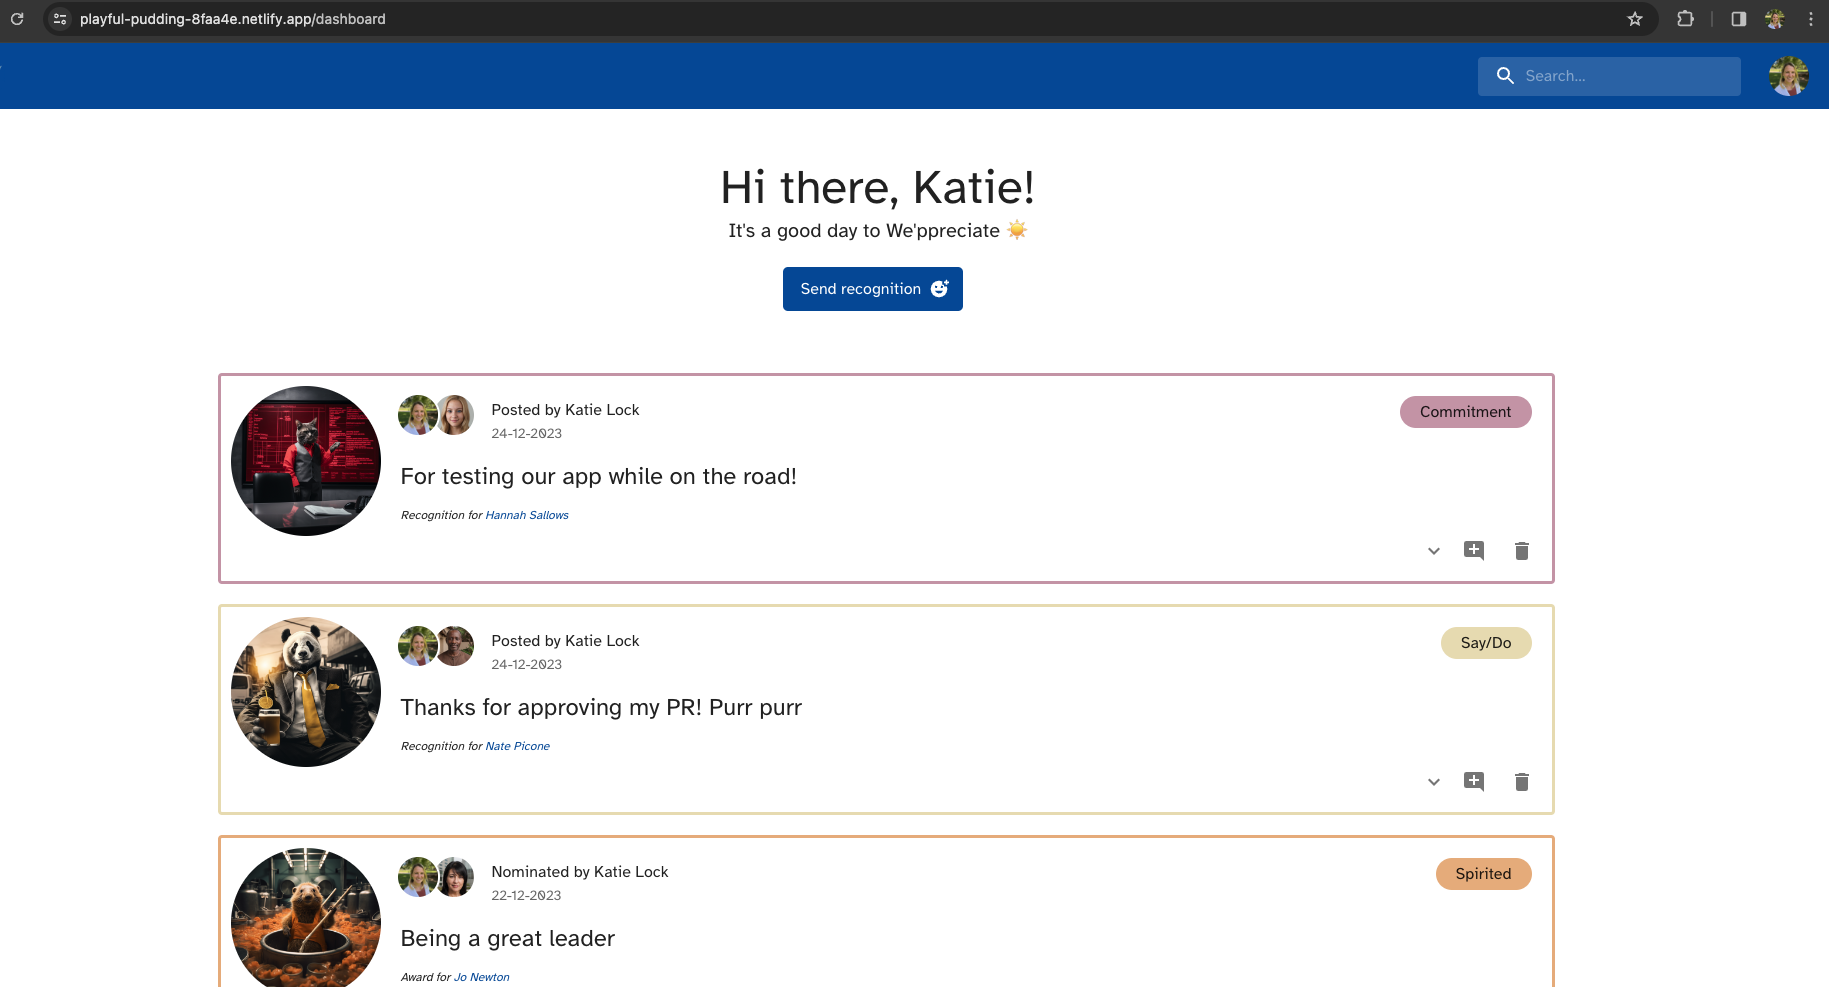 playful-pudding-8faa4e.netlify.app/dashboard
Search...
Hi there, Katie!
It's a good day to We'ppreciate ☀️
Send recognition
Posted by Katie Lock
Commitment
24-12-2023
For testing our app while on the road!
Recognition for Hannah Sallows
Posted by Katie Lock
Say/Do
24-12-2023
Thanks for approving my PR! Purr purr
Recognition for Nate Picone
Nominated by Katie Lock
Spirited
22-12-2023
Being a great leader
Award for Jo Newton